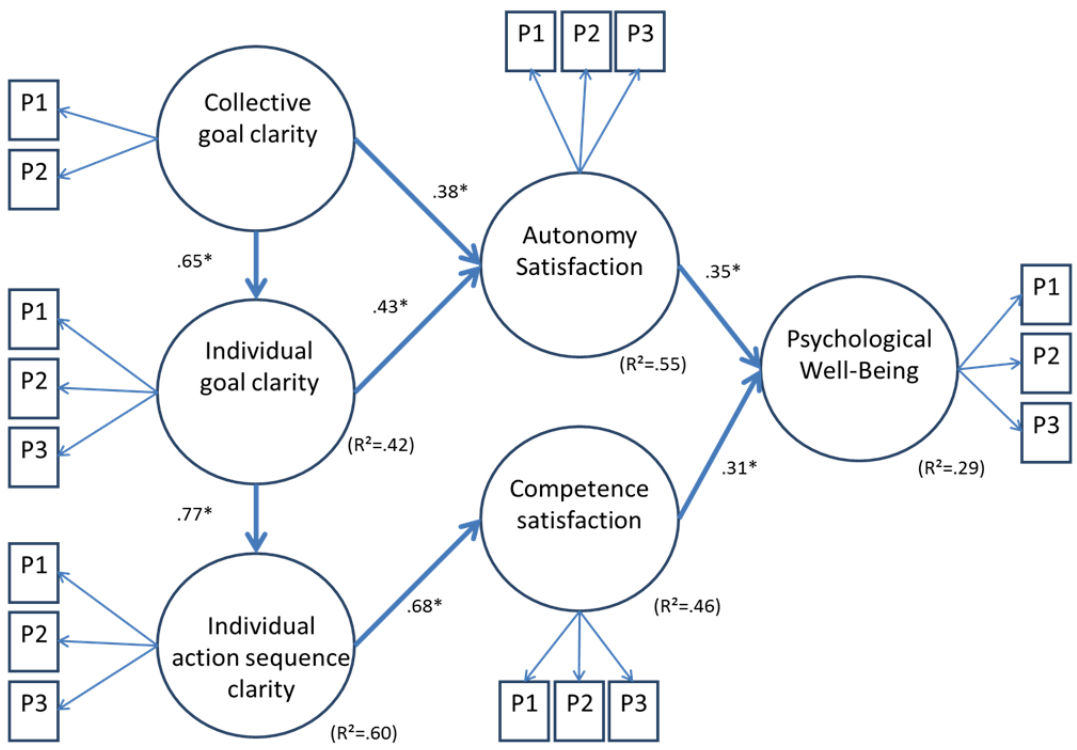 P1
P2
P3
P1
P2
Collective
goal clarity
.38*
Autonomy
Satisfaction
.65*
.43*
.35*
P1
P2
P3
Individual
goal clarity
(R²=.42)
(R²=.55)
Psychological
Well-Being
(R²=.29)
P1
P2
P3
.77*
Competence
satisfaction
.31*
(R²=.46)
P1
P2
P3
Individual
action sequence
clarity
(R²=.60)
.68*
P1
P2
P3